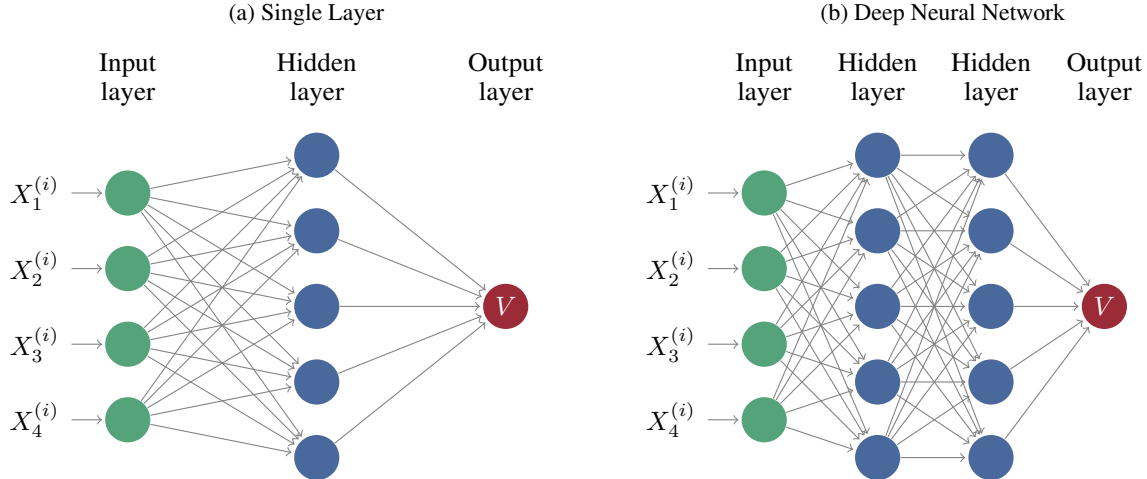 (a) Single Layer
Input
layer
Hidden
layer
Output
layer
X_1^{(i)}
X_2^{(i)}
X_3^{(i)}
X_4^{(i)}
V
(b) Deep Neural Network
Input
layer
Hidden
layer
Hidden
layer
Output
layer
X_1^{(i)}
X_2^{(i)}
X_3^{(i)}
X_4^{(i)}
V